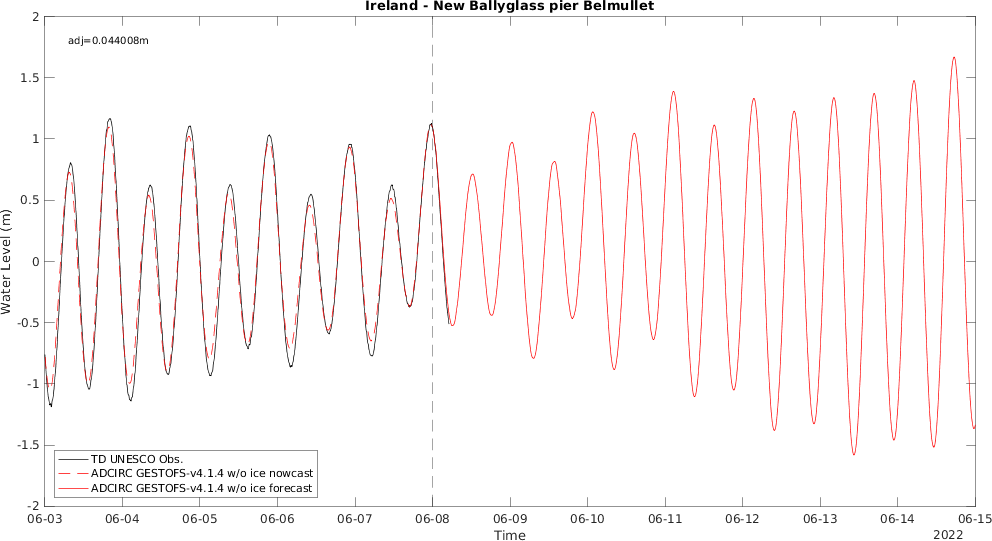 Ireland - New Ballyglass pier Belmullet
adj=0.044008m
2
1.5
1
0.5
0
-0.5
-1
-1.5
-2
Water Level (m)
TD UNESCO Obs.
ADCIRC GESTOFS-v4.1.4 w/o ice nowcast
ADCIRC GESTOFS-v4.1.4 w/o ice forecast
06-03 06-04 06-05 06-06 06-07 06-08 06-09 06-10 06-11 06-12 06-13 06-14 06-15
Time
2022